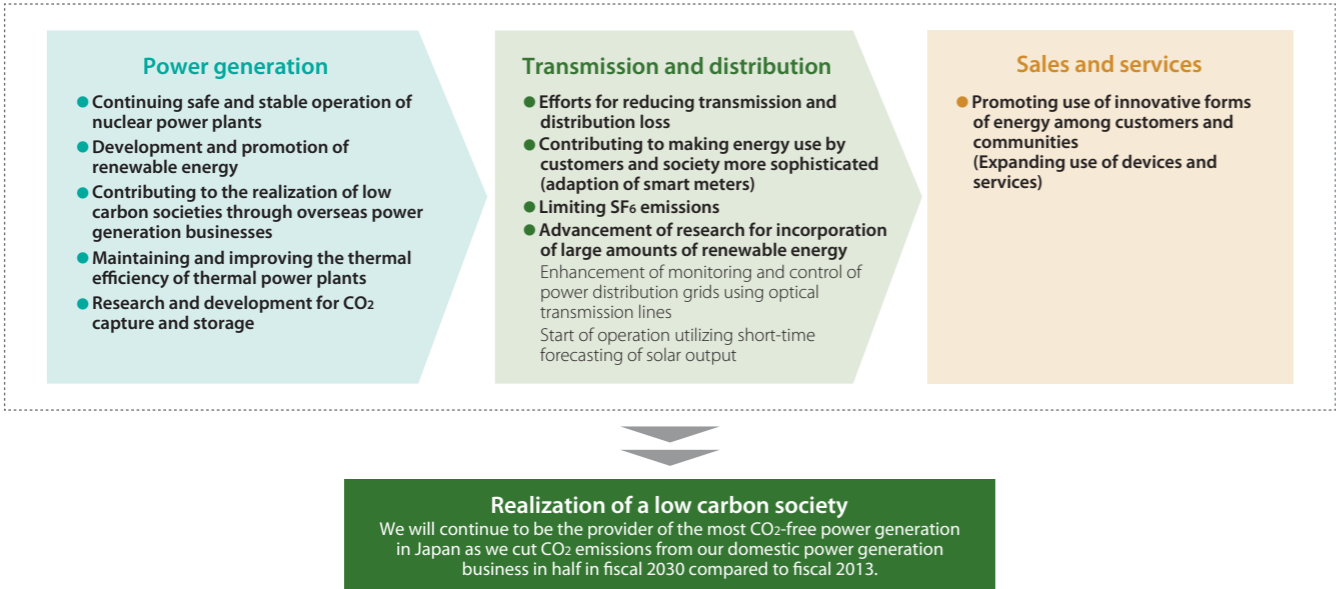 Power generation
● Continuing safe and stable operation of
nuclear power plants
● Development and promotion of
renewable energy
● Contributing to the realization of low
carbon societies through overseas power
generation businesses
● Maintaining and improving the thermal
efficiency of thermal power plants
● Research and development for CO₂
capture and storage
Transmission and distribution
● Efforts for reducing transmission and
distribution loss
● Contributing to making energy use by
customers and society more sophisticated
(adaption of smart meters)
● Limiting SF₆ emissions
● Advancement of research for incorporation
of large amounts of renewable energy
Enhancement of monitoring and control of
power distribution grids using optical
transmission lines
Start of operation utilizing short-time
forecasting of solar output
Sales and services
● Promoting use of innovative forms
of energy among customers and
communities
(Expanding use of devices and
services)
Realization of a low carbon society
We will continue to be the provider of the most CO₂-free power generation
in Japan as we cut CO₂ emissions from our domestic power generation
business in half in fiscal 2030 compared to fiscal 2013.